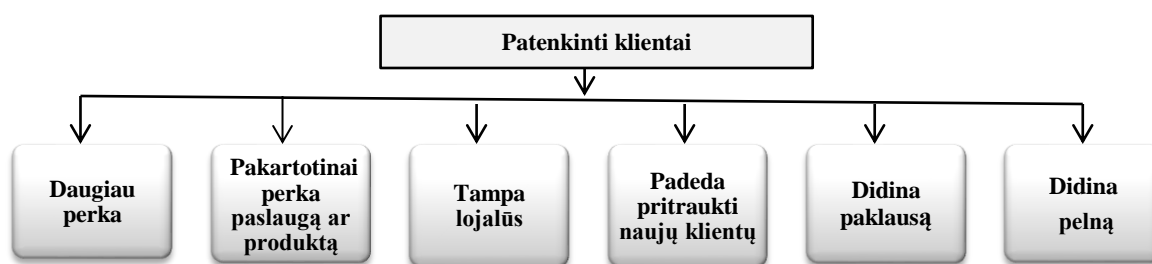 Patenkinti klientai
Daugiau
perka
Pakartotinai
perka
paslaugą ar
produktą
Tampa
lojalūs
Padeda
pritraukti
naujų klientų
Didina
paklausą
Didina
pelną